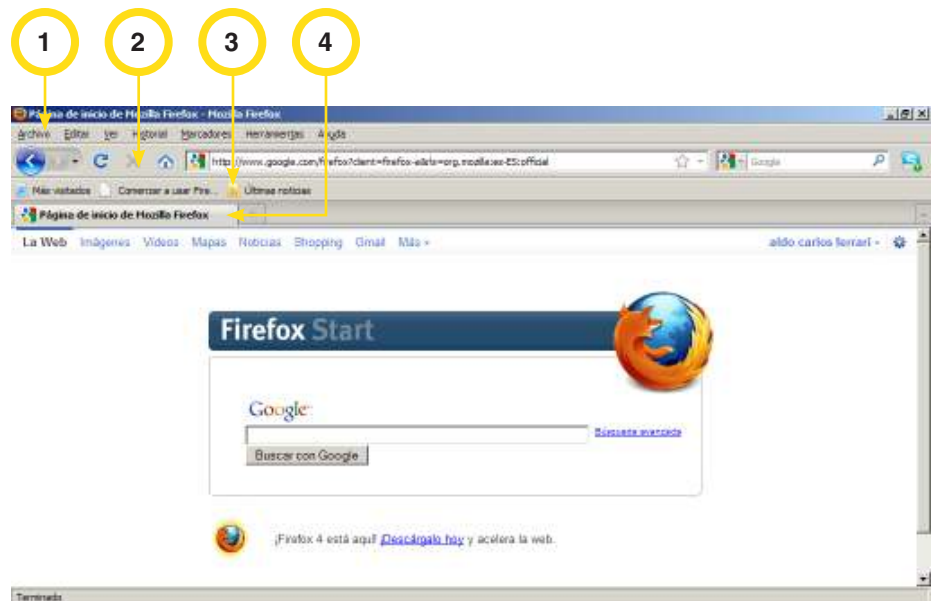 1 2 3 4
Página de inicio de Mozilla Firefox - Mozilla Firefox
Archivo Editar Ver Historial Marcadores Herramientas Ayuda
http://www.google.com/firefox?client=firefox-a&rls=org.mozilla:es-ES:official Google
Más visitados Comenzar a usar Fire... Últimas noticias
Página de inicio de Mozilla Firefox
La Web Imágenes Videos Mapas Noticias Shopping Gmail Más aldo carlos ferrari
Firefox Start
Google
Búsqueda avanzada
Buscar con Google
¡Firefox 4 está aquí! ¡Descárgalo hoy y acelera la web.
Terminado